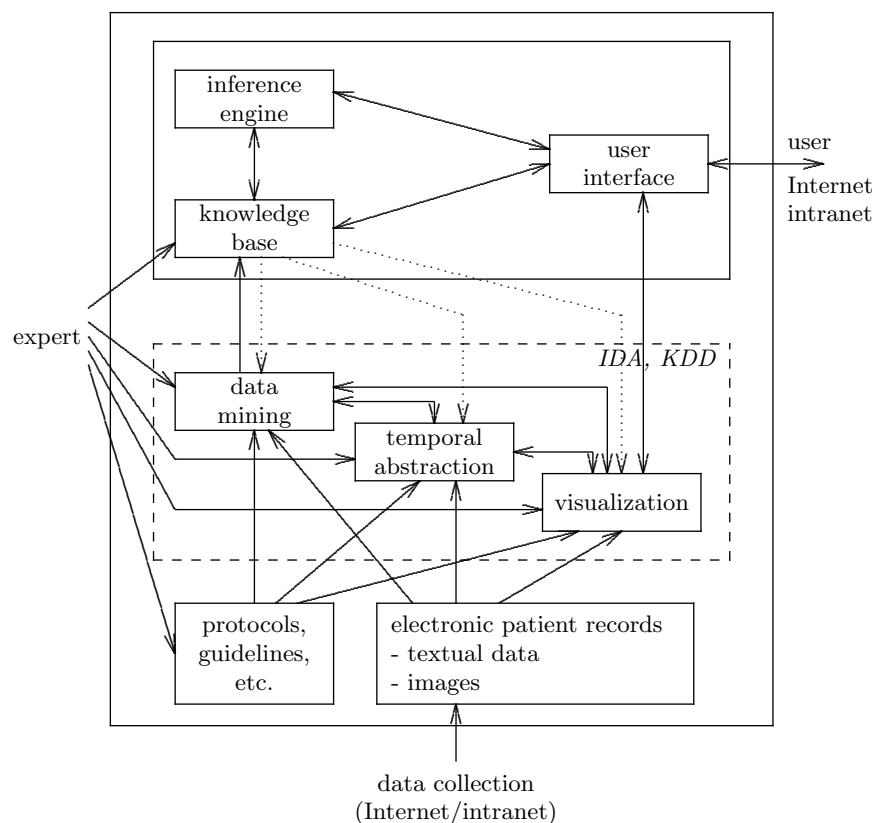 inference
engine
user
interface
user
Internet
intranet
knowledge
base
expert
IDA, KDD
data
mining
temporal
abstraction
visualization
protocols,
guidelines,
etc.
electronic patient records
- textual data
- images
data collection
(Internet/intranet)